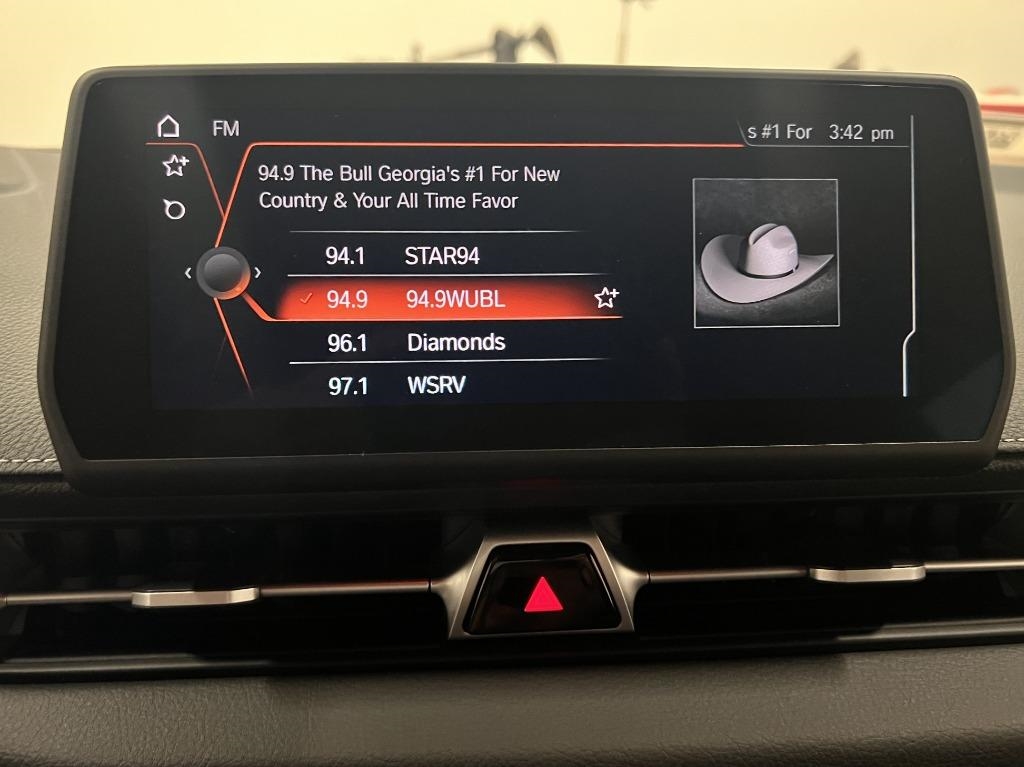 FM
s #1 For 3:42 pm
94.9 The Bull Georgia's #1 For New
Country & Your All Time Favor
94.1 STAR94
94.9 94.9WUBL
96.1 Diamonds
97.1 WSRV